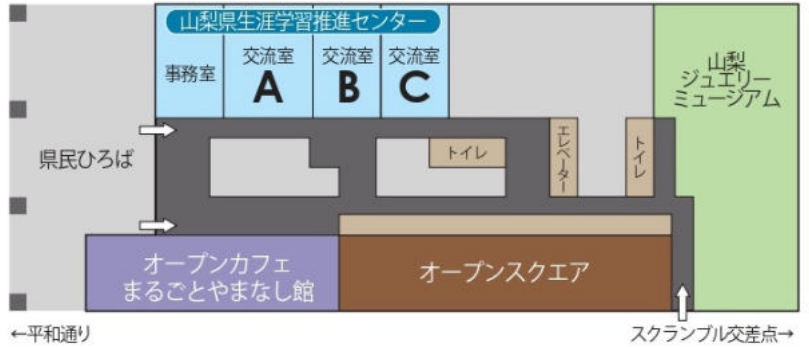 山梨県生涯学習推進センター
事務室
交流室
A
交流室
B
交流室
C
山梨
ジュエリー
ミュージアム
県民ひろば
トイレ
エレベーター
トイレ
オープンカフェ
まるごとやまなし館
オープンスクエア
←平和通り
スクランブル交差点→